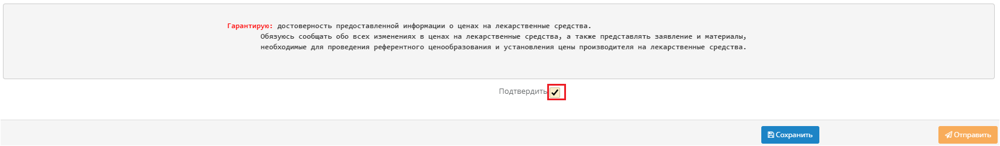 Гарантирую: достоверность предоставленной информации о ценах на лекарственные средства.
Обязуюсь сообщать обо всех изменениях в ценах на лекарственные средства, а также представлять заявление и материалы,
необходимые для проведения референтного ценообразования и установления цены производителя на лекарственные средства.
Подтвердить
Сохранить Отправить